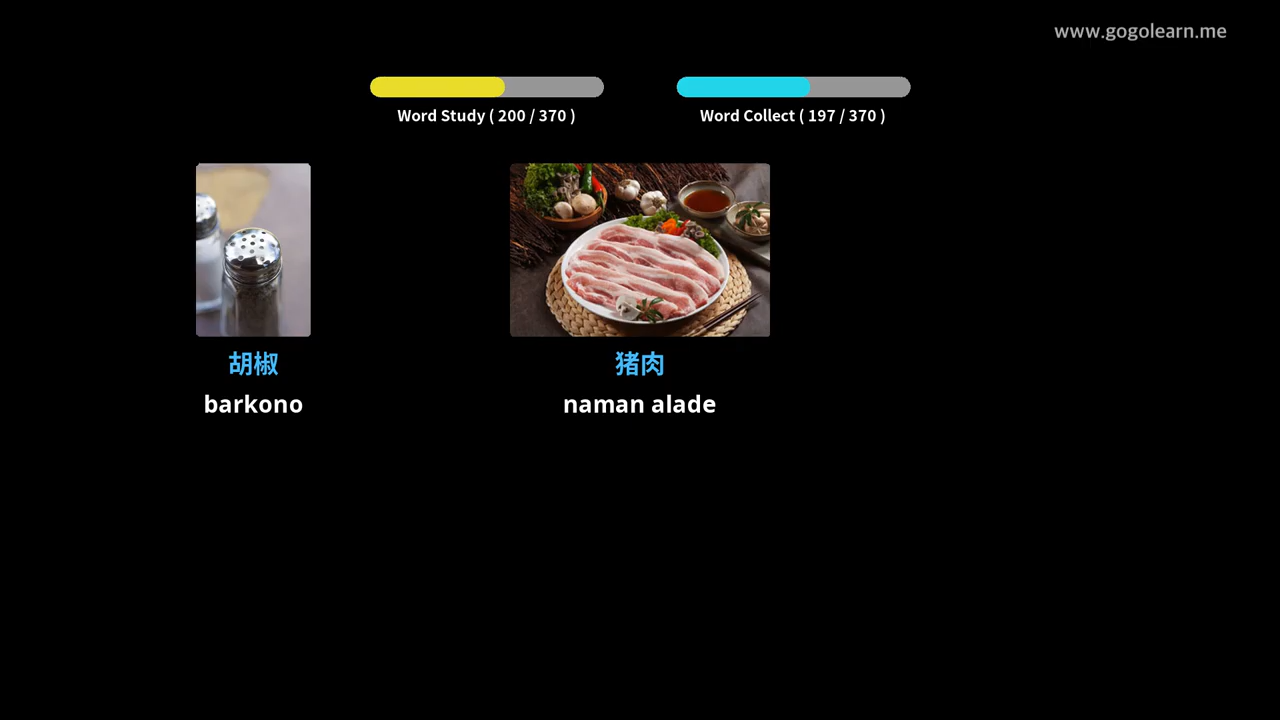 www.gogolearn.me
Word Study ( 200 / 370 )
Word Collect ( 197 / 370 )
胡椒
barkono
猪肉
naman alade